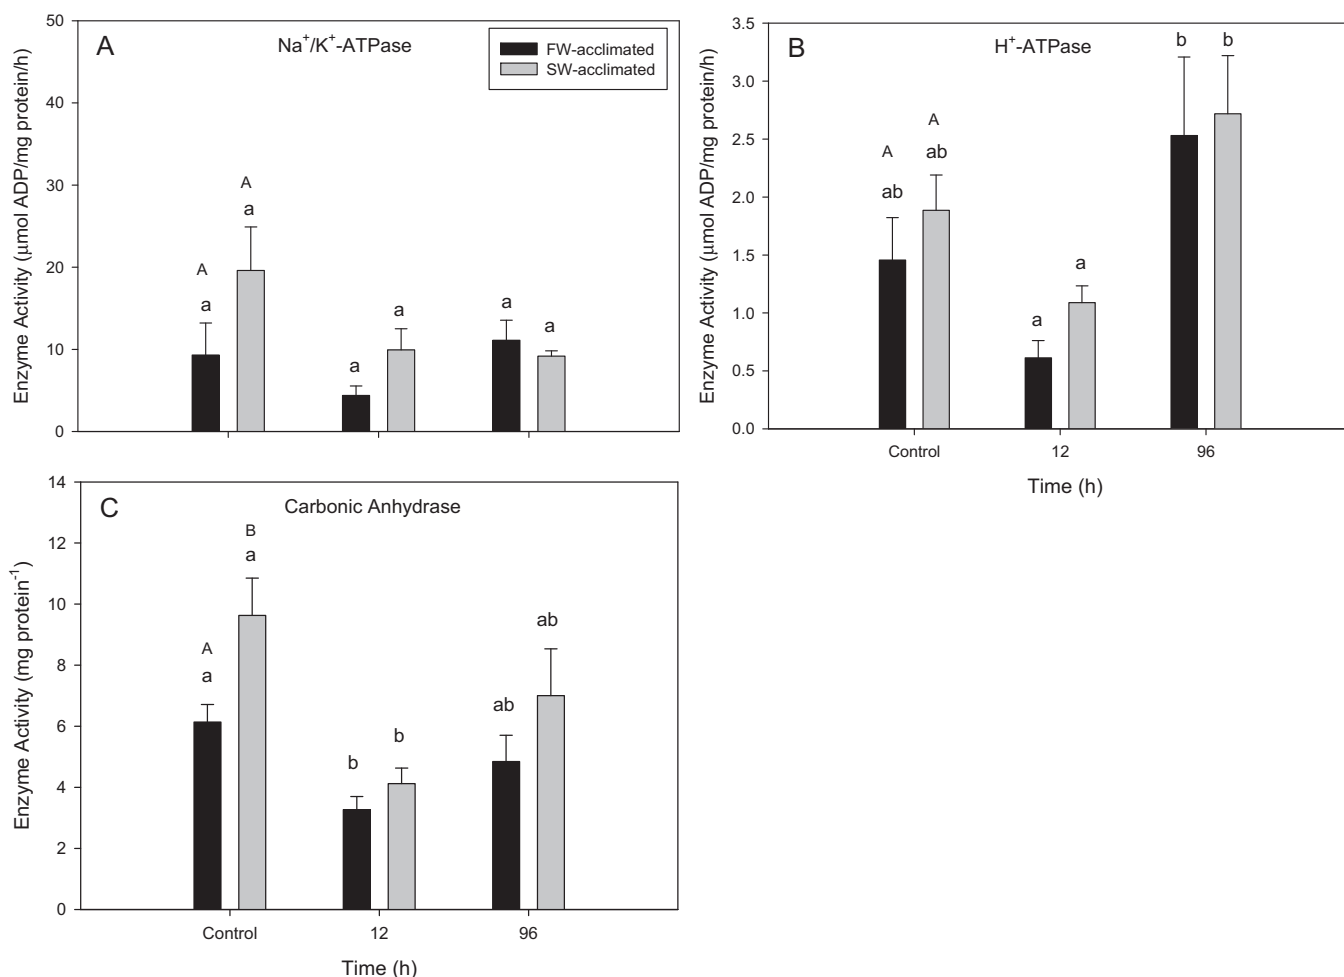 A
Na⁺/K⁺-ATPase
FW-acclimated
SW-acclimated
Enzyme Activity (μmol ADP/mg protein/h)
50
40
30
20
10
0
A
a
A
a
a
a
a
a
B
H⁺-ATPase
Enzyme Activity (μmol ADP/mg protein/h)
3.5
3.0
2.5
2.0
1.5
1.0
0.5
0.0
A
ab
A
ab
a
a
b
b
Control
12
96
Time (h)
C
Carbonic Anhydrase
Enzyme Activity (mg protein⁻¹)
14
12
10
8
6
4
2
0
A
a
B
a
b
b
ab
ab
Control
12
96
Time (h)